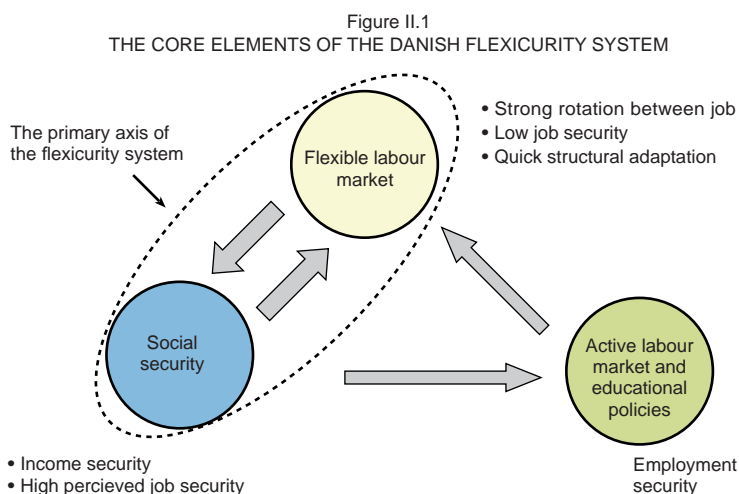 Figure II.1
THE CORE ELEMENTS OF THE DANISH FLEXICURITY SYSTEM
The primary axis of
the flexicurity system
Flexible labour
market
• Strong rotation between job
• Low job security
• Quick structural adaptation
Social
security
Active labour
market and
educational
policies
• Income security
• High percieved job security
Employment
security